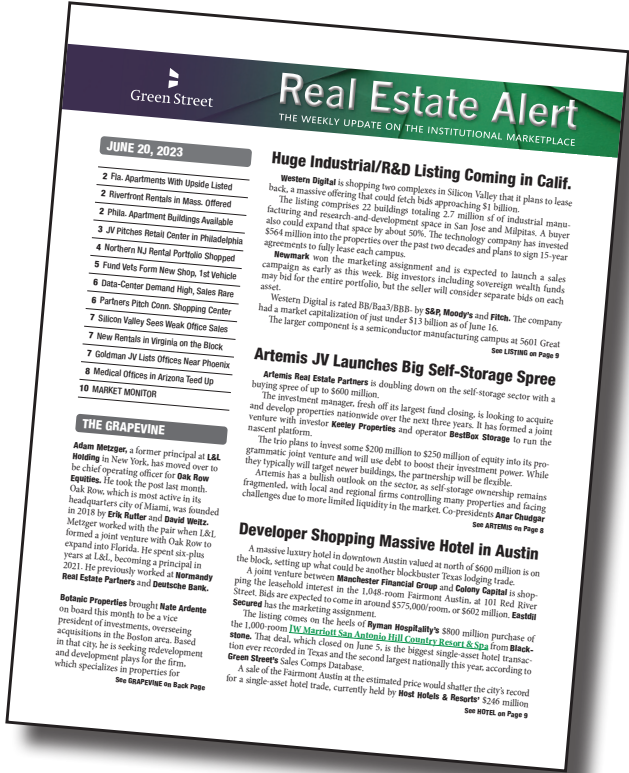 Green Street
Real Estate Alert
THE WEEKLY UPDATE ON THE INSTITUTIONAL MARKETPLACE
JUNE 20, 2023
2 Fla. Apartments With Upside Listed
2 Riverfront Rentals in Mass. Offered
2 Phila. Apartment Buildings Available
3 JV Pitches Retail Center in Philadelphia
4 Northern NJ Rental Portfolio Shopped
5 Fund Vets Form New Shop, 1st Vehicle
6 Data-Center Demand High, Sales Rare
6 Partners Pitch Conn. Shopping Center
7 Silicon Valley Sees Weak Office Sales
7 New Rentals in Virginia on the Block
7 Goldman JV Lists Offices Near Phoenix
8 Medical Offices in Arizona Teed Up
10 MARKET MONITOR
THE GRAPEVINE
Adam Metzger, a former principal at L&L
Holding in New York, has moved over to
be chief operating officer for Oak Row
Equities. He took the post last month.
Oak Row, which is most active in its
headquarters city of Miami, was founded
in 2018 by Erik Rutter and David Weitz.
Metzger worked with the pair when L&L
formed a joint venture with Oak Row to
expand into Florida. He spent six-plus
years at L&L, becoming a principal in
2021. He previously worked at Normandy
Real Estate Partners and Deutsche Bank.
Botanic Properties brought Nate Ardente
on board this month to be a vice
president of investments, overseeing
acquisitions in the Boston area. Based
in that city, he is seeking redevelopment
and development plays for the firm,
which specializes in properties for
See GRAPEVINE on Back Page
Huge Industrial/R&D Listing Coming in Calif.
Western Digital is shopping two complexes in Silicon Valley that it plans to lease
back, a massive offering that could fetch bids approaching $1 billion.
The listing comprises 22 buildings totaling 2.7 million sf of industrial manu-
facturing and research-and-development space in San Jose and Milpitas. A buyer
also could expand that space by about 50%. The technology company has invested
$564 million into the properties over the past two decades and plans to sign 15-year
agreements to fully lease each campus.
Newmark won the marketing assignment and is expected to launch a sales
campaign as early as this week. Big investors including sovereign wealth funds
may bid for the entire portfolio, but the seller will consider separate bids on each
asset.
Western Digital is rated BB/Baa3/BBB- by S&P, Moody's and Fitch. The company
had a market capitalization of just under $13 billion as of June 16.
The larger component is a semiconductor manufacturing campus at 5601 Great
See LISTING on Page 9
Artemis JV Launches Big Self-Storage Spree
Artemis Real Estate Partners is doubling down on the self-storage sector with a
buying spree of up to $600 million.
The investment manager, fresh off its largest fund closing, is looking to acquire
and develop properties nationwide over the next three years. It has formed a joint
venture with investor Keeley Properties and operator BestBox Storage to run the
nascent platform.
The trio plans to invest some $200 million to $250 million of equity into its pro-
grammatic joint venture and will use debt to boost their investment power. While
they typically will target newer buildings, the partnership will be flexible.
Artemis has a bullish outlook on the sector, as self-storage ownership remains
fragmented, with local and regional firms controlling many properties and facing
challenges due to more limited liquidity in the market. Co-presidents Anar Chudgar
See ARTEMIS on Page 8
Developer Shopping Massive Hotel in Austin
A massive luxury hotel in downtown Austin valued at north of $600 million is on
the block, setting up what could be another blockbuster Texas lodging trade.
A joint venture between Manchester Financial Group and Colony Capital is shop-
ping the leasehold interest in the 1,048-room Fairmont Austin, at 101 Red River
Street. Bids are expected to come in around $575,000/room, or $602 million. Eastdil
Secured has the marketing assignment.
The listing comes on the heels of Ryman Hospitality's $800 million purchase of
the 1,000-room JW Marriott San Antonio Hill Country Resort & Spa from Black-
stone. That deal, which closed on June 5, is the biggest single-asset hotel transac-
tion ever recorded in Texas and the second largest nationally this year, according to
Green Street's Sales Comps Database.
A sale of the Fairmont Austin at the estimated price would shatter the city's record
for a single-asset hotel trade, currently held by Host Hotels & Resorts' $246 million
See HOTEL on Page 9